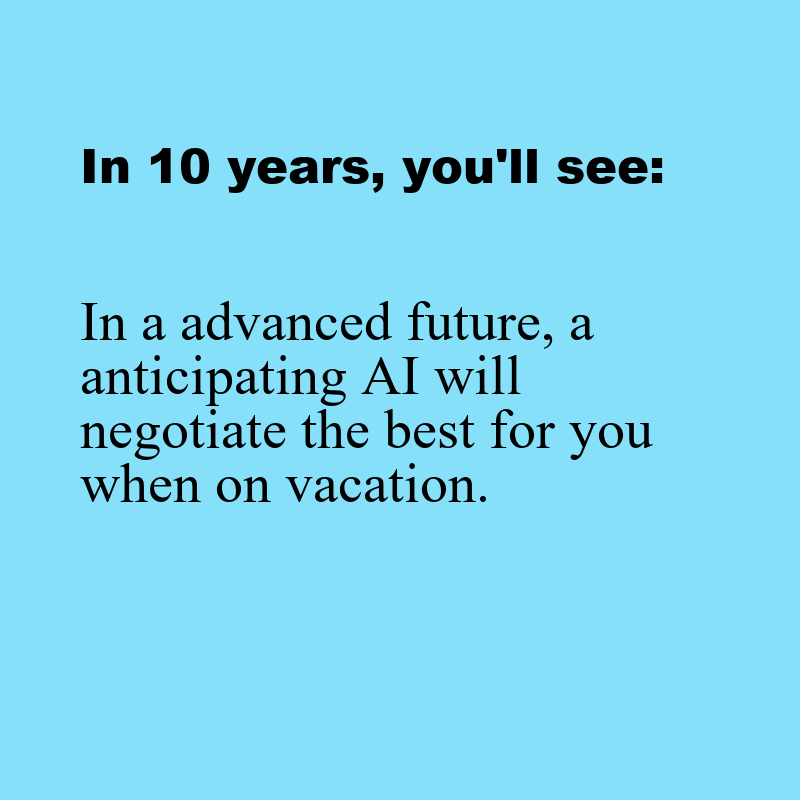 In 10 years, you'll see:
In a advanced future, a
anticipating AI will
negotiate the best for you
when on vacation.